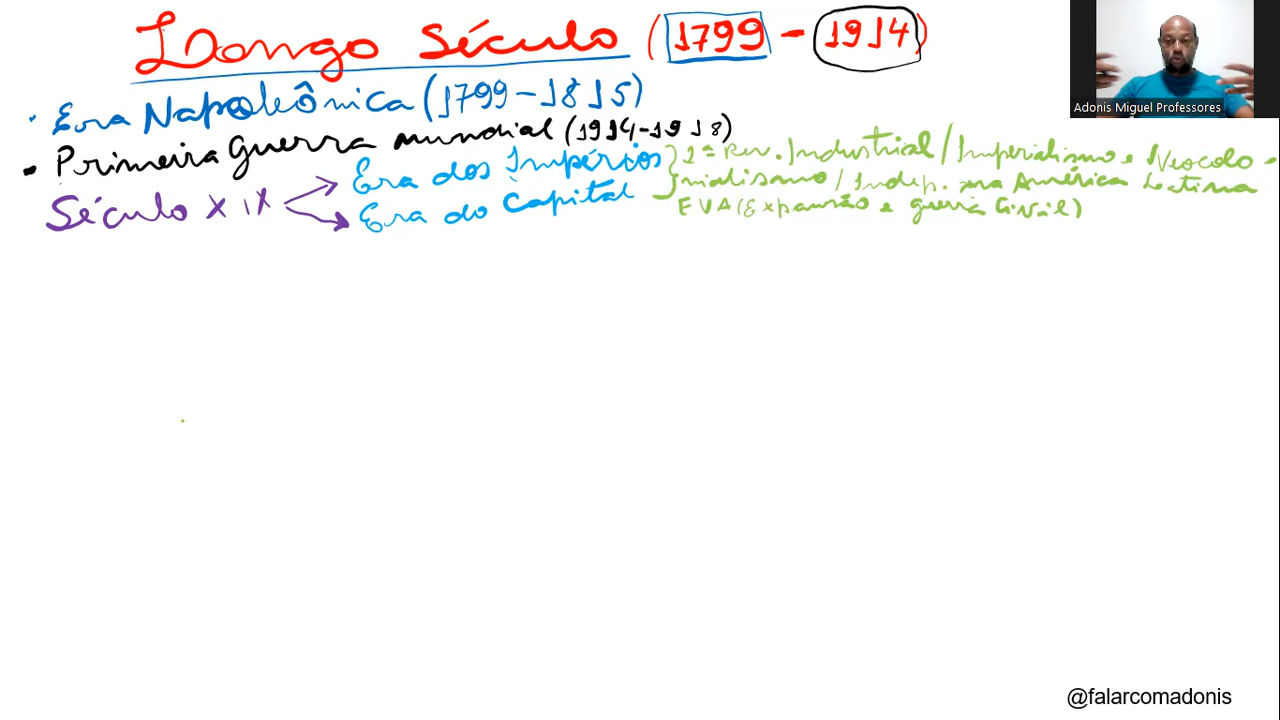 Longo Século (1799 - 1914)
Adonis Miguel Professores
• Era Napoleônica (1799-1815)
• Primeira Guerra mundial (1914-1918)
Século XIX
Era dos Impérios
Era do Capital
1ª Rev. Industrial / Imperialismo e Neocolo-
nialismo / Indep. na América Latina
EUA (Expansão e guerra Civil)
@falarcomadonis